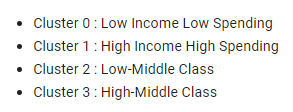 Cluster 0 : Low Income Low Spending
Cluster 1 : High Income High Spending
Cluster 2 : Low-Middle Class
Cluster 3 : High-Middle Class